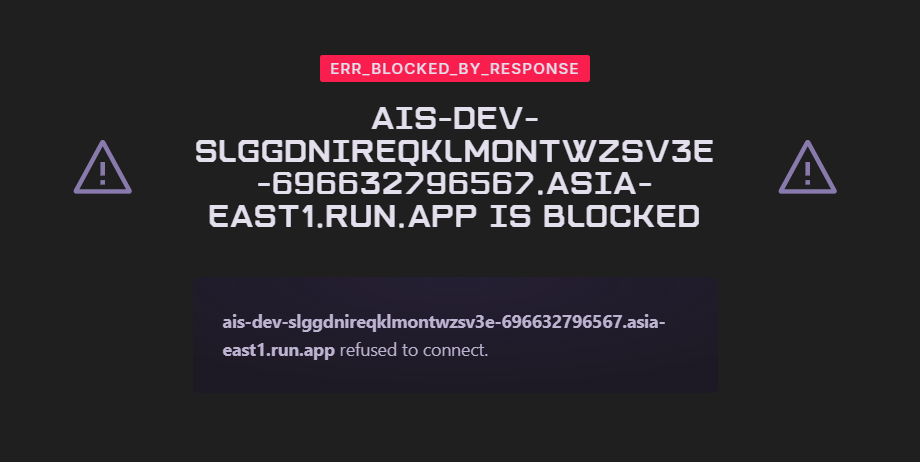 ERR_BLOCKED_BY_RESPONSE
AIS-DEV-
SLGGDNIREQKLMONTWZSV3E
-696632796567.ASIA-
EAST1.RUN.APP IS BLOCKED
ais-dev-slggdnireqklmontwzsv3e-696632796567.asia-
east1.run.app refused to connect.